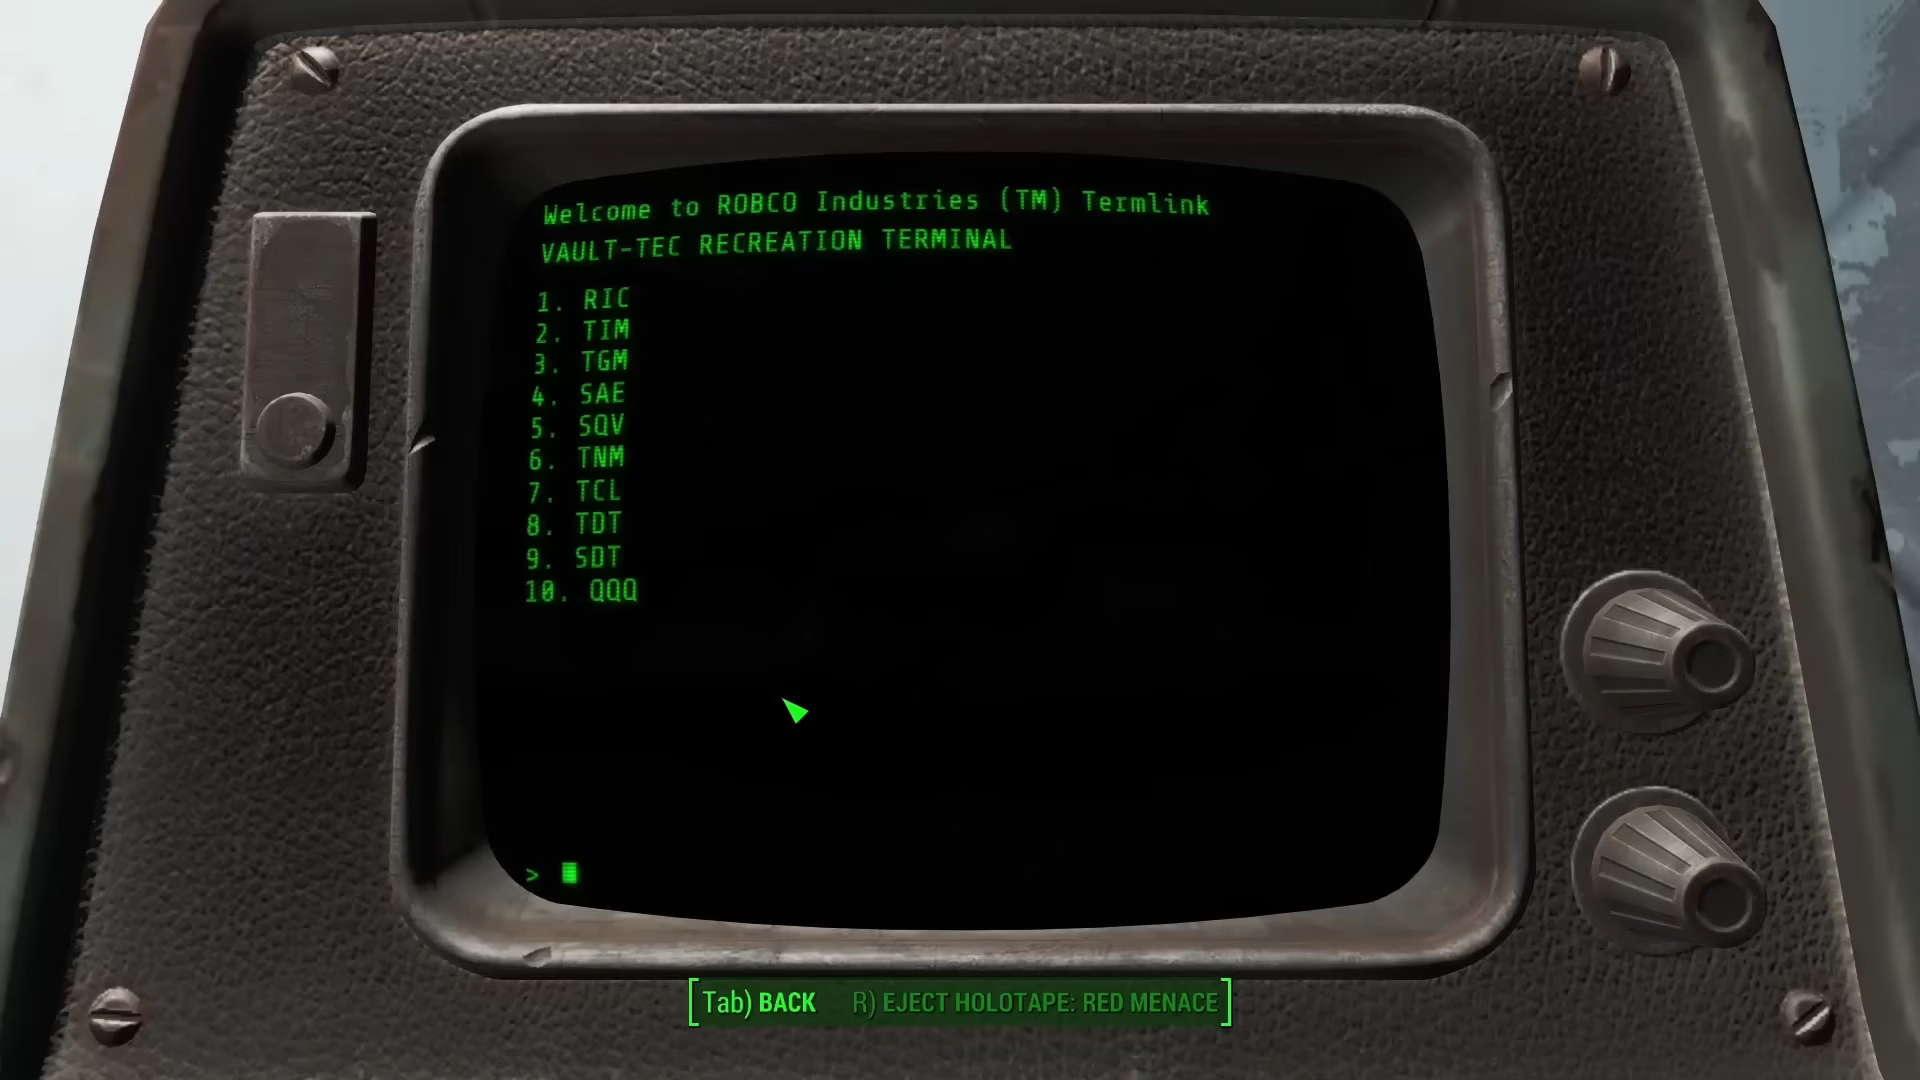 Welcome to ROBCO Industries (TM) Termlink
VAULT-TEC RECREATION TERMINAL
1. RIC
2. TIM
3. TGM
4. SAE
5. SQV
6. TNM
7. TCL
8. TDT
9. SDT
10. QQQ
>
Tab) BACK R) EJECT HOLOTAPE: RED MENACE